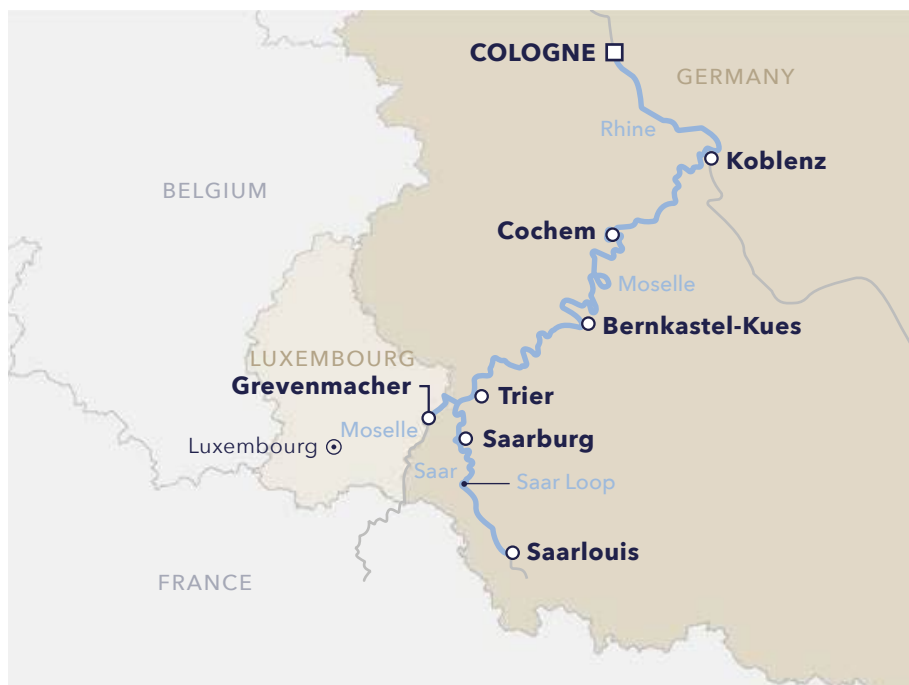 COLOGNE
GERMANY
Rhine
Koblenz
BELGIUM
Cochem
Moselle
Bernkastel-Kues
LUXEMBOURG
Grevenmacher
Trier
Moselle
Saarburg
Luxembourg
Saar
Saar Loop
Saarlouis
FRANCE